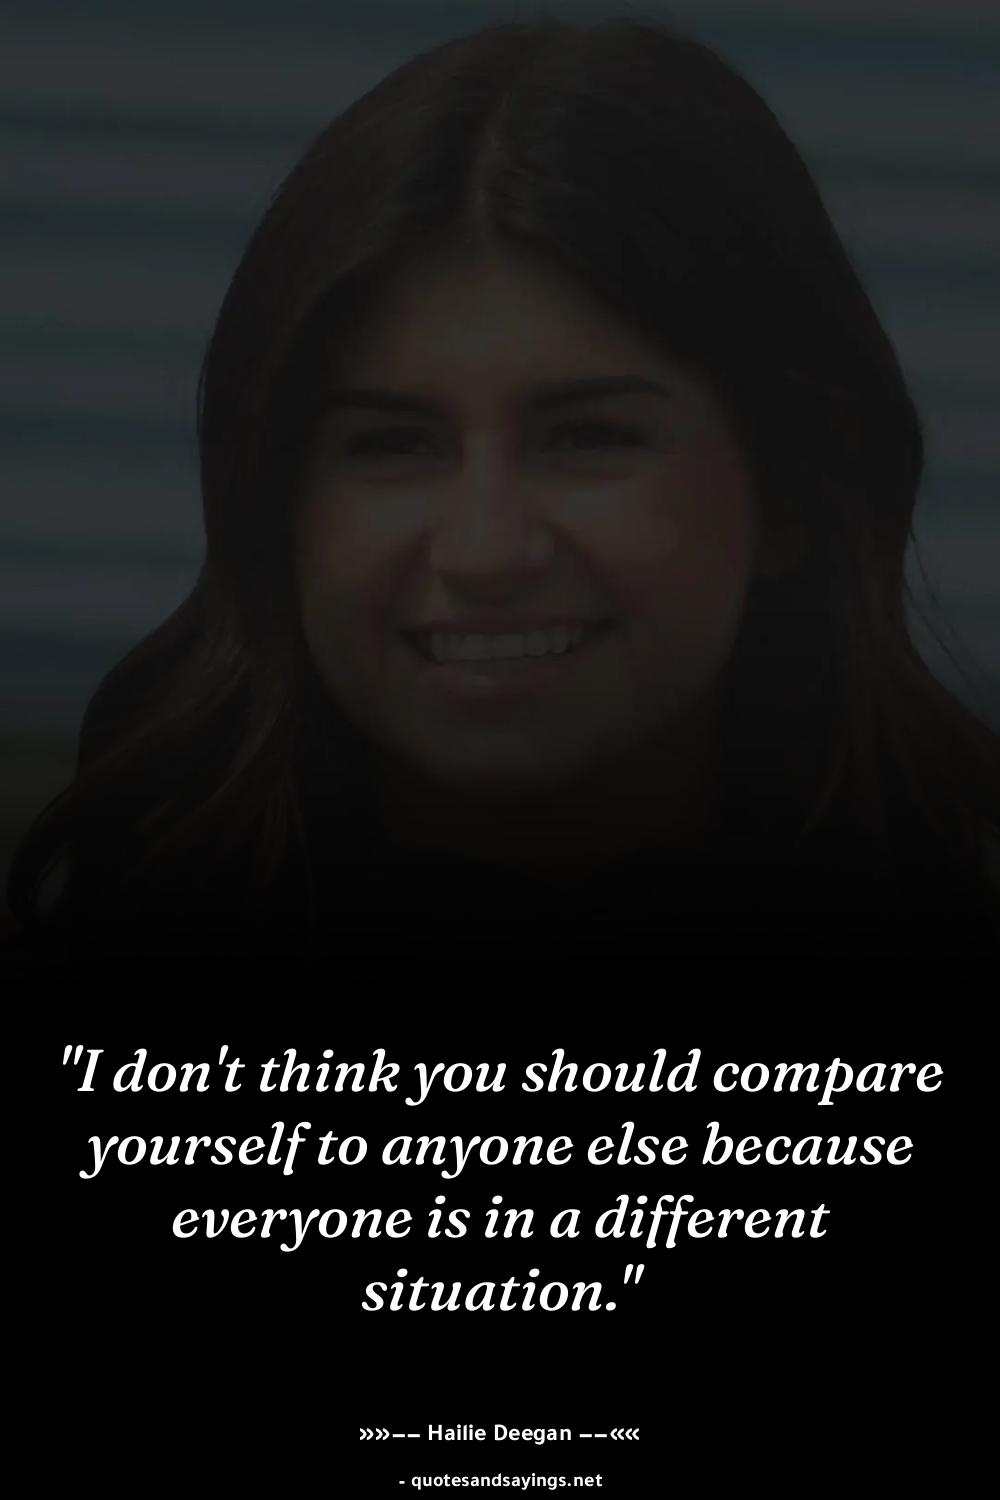 "I don't think you should compare
yourself to anyone else because
everyone is in a different
situation."
»»−− Hailie Deegan −−««
- quotesandsayings.net